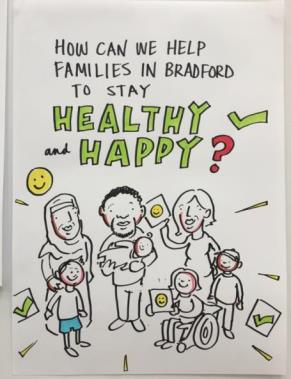 HOW CAN WE HELP
FAMILIES IN BRADFORD
TO STAY
HEALTHY
and HAPPY?